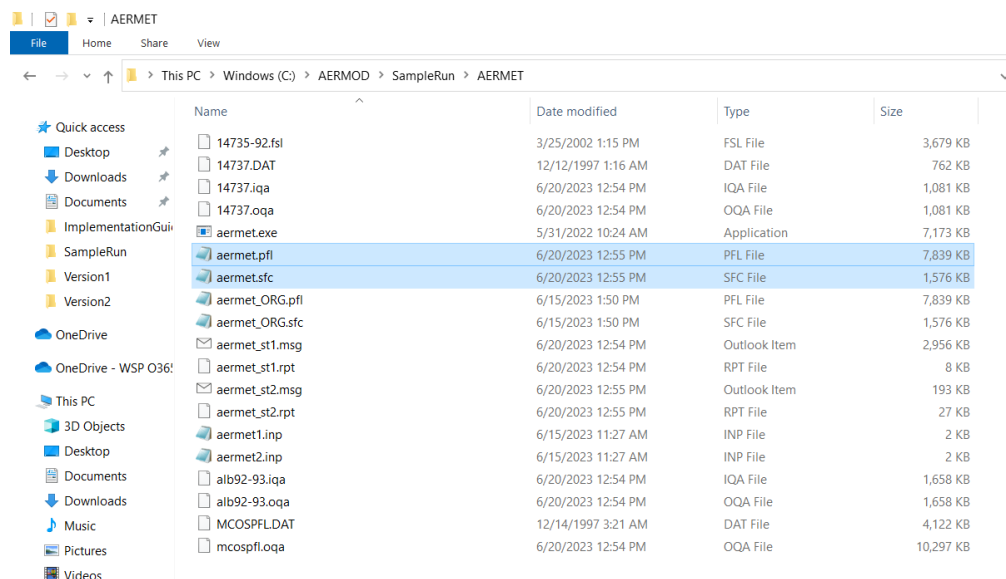 AERMET
File Home Share View
This PC > Windows (C:) > AERMOD > SampleRun > AERMET
Name Date modified Type Size
Quick access
Desktop
Downloads
Documents
ImplementationGui
SampleRun
Version1
Version2
OneDrive
OneDrive - WSP O365
This PC
3D Objects
Desktop
Documents
Downloads
Music
Pictures
Videos
14735-92.fsl 3/25/2002 1:15 PM FSL File 3,679 KB
14737.DAT 12/12/1997 1:16 AM DAT File 762 KB
14737.iqa 6/20/2023 12:54 PM IQA File 1,081 KB
14737.oqa 6/20/2023 12:54 PM OQA File 1,081 KB
aermet.exe 5/31/2022 10:24 AM Application 7,173 KB
aermet.pfl 6/20/2023 12:55 PM PFL File 7,839 KB
aermet.sfc 6/20/2023 12:55 PM SFC File 1,576 KB
aermet_ORG.pfl 6/15/2023 1:50 PM PFL File 7,839 KB
aermet_ORG.sfc 6/15/2023 1:50 PM SFC File 1,576 KB
aermet_st1.msg 6/20/2023 12:54 PM Outlook Item 2,956 KB
aermet_st1.rpt 6/20/2023 12:54 PM RPT File 8 KB
aermet_st2.msg 6/20/2023 12:55 PM Outlook Item 193 KB
aermet_st2.rpt 6/20/2023 12:55 PM RPT File 27 KB
aermet1.inp 6/15/2023 11:27 AM INP File 2 KB
aermet2.inp 6/15/2023 11:27 AM INP File 2 KB
alb92-93.iqa 6/20/2023 12:54 PM IQA File 1,658 KB
alb92-93.oqa 6/20/2023 12:54 PM OQA File 1,658 KB
MCOSPFL.DAT 12/14/1997 3:21 AM DAT File 4,122 KB
mcospfl.oqa 6/20/2023 12:54 PM OQA File 10,297 KB